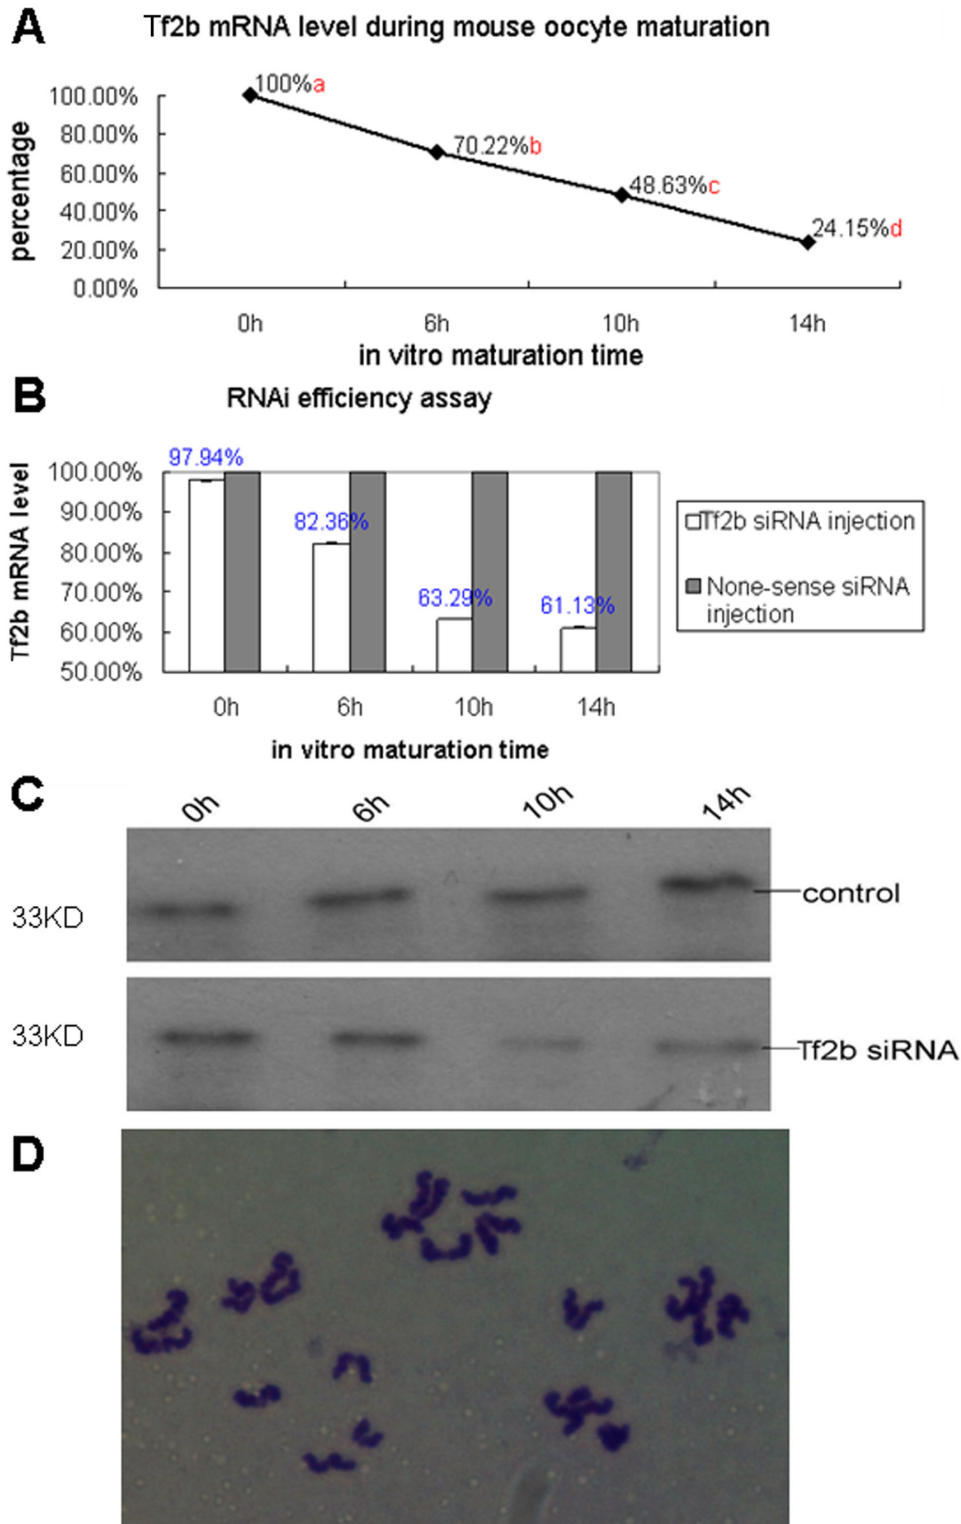 A
Tf2b mRNA level during mouse oocyte maturation
percentage
100.00%
80.00%
60.00%
40.00%
20.00%
0.00%
100%a
70.22%b
48.63%c
24.15%d
0h 6h 10h 14h
in vitro maturation time
B
RNAi efficiency assay
Tf2b mRNA level
100.00%
90.00%
80.00%
70.00%
60.00%
50.00%
97.94%
82.36%
63.29%
61.13%
Tf2b siRNA injection
None-sense siRNA
injection
0h 6h 10h 14h
in vitro maturation time
C
0h 6h 10h 14h
33KD
control
33KD
Tf2b siRNA
D